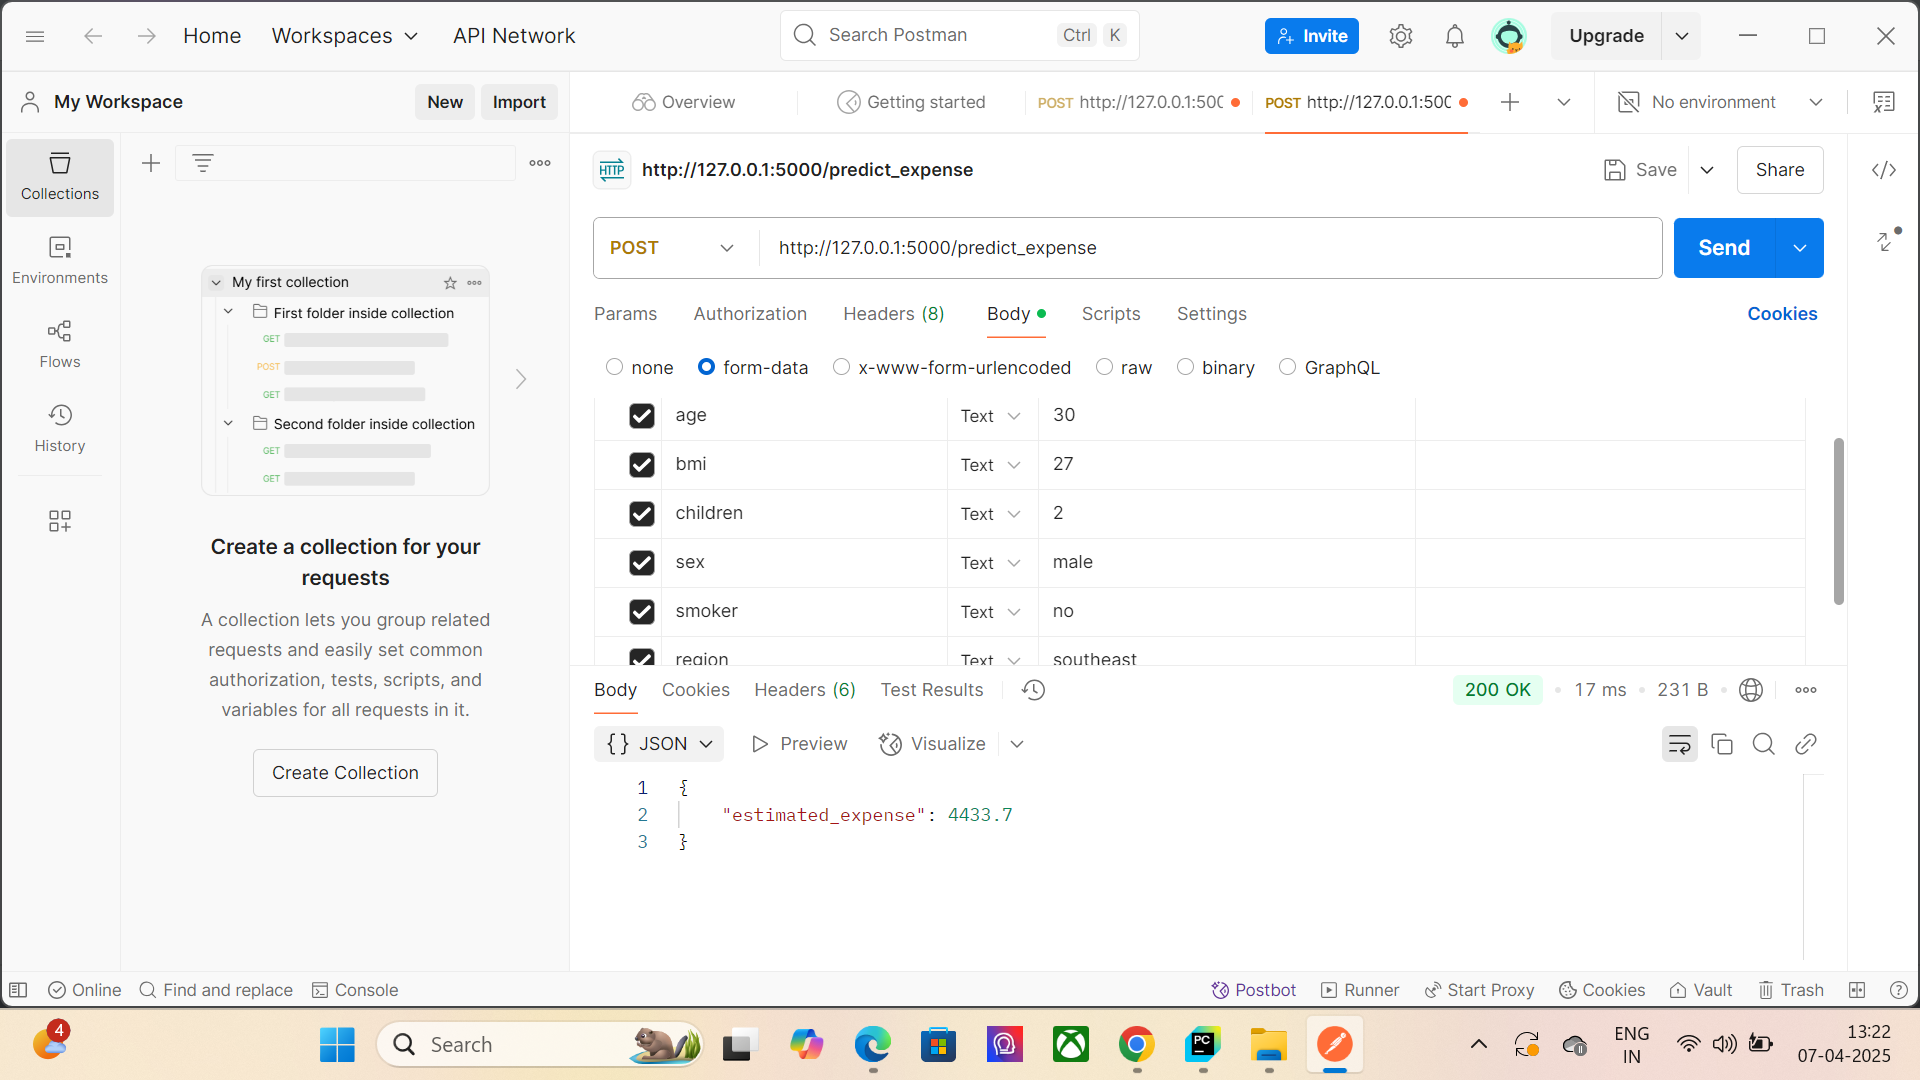 Home
Workspaces
API Network
Search Postman
Ctrl K
Invite
Upgrade
My Workspace
New
Import
Overview
Getting started
POST http://127.0.0.1:500
POST http://127.0.0.1:500
No environment
Collections
Environments
Flows
History
My first collection
First folder inside collection
GET
POST
GET
Second folder inside collection
GET
GET
Create a collection for your
requests
A collection lets you group related
requests and easily set common
authorization, tests, scripts, and
variables for all requests in it.
Create Collection
HTTP http://127.0.0.1:5000/predict_expense
Save
Share
POST http://127.0.0.1:5000/predict_expense
Send
Params Authorization Headers (8) Body Scripts Settings
Cookies
none form-data x-www-form-urlencoded raw binary GraphQL
age Text 30
bmi Text 27
children Text 2
sex Text male
smoker Text no
region Text southeast
Body Cookies Headers (6) Test Results
200 OK 17 ms 231 B
{} JSON Preview Visualize
1 {
2 "estimated_expense": 4433.7
3 }
Online Find and replace Console
Postbot Runner Start Proxy Cookies Vault Trash
4
Search
PC
ENG
IN
13:22
07-04-2025